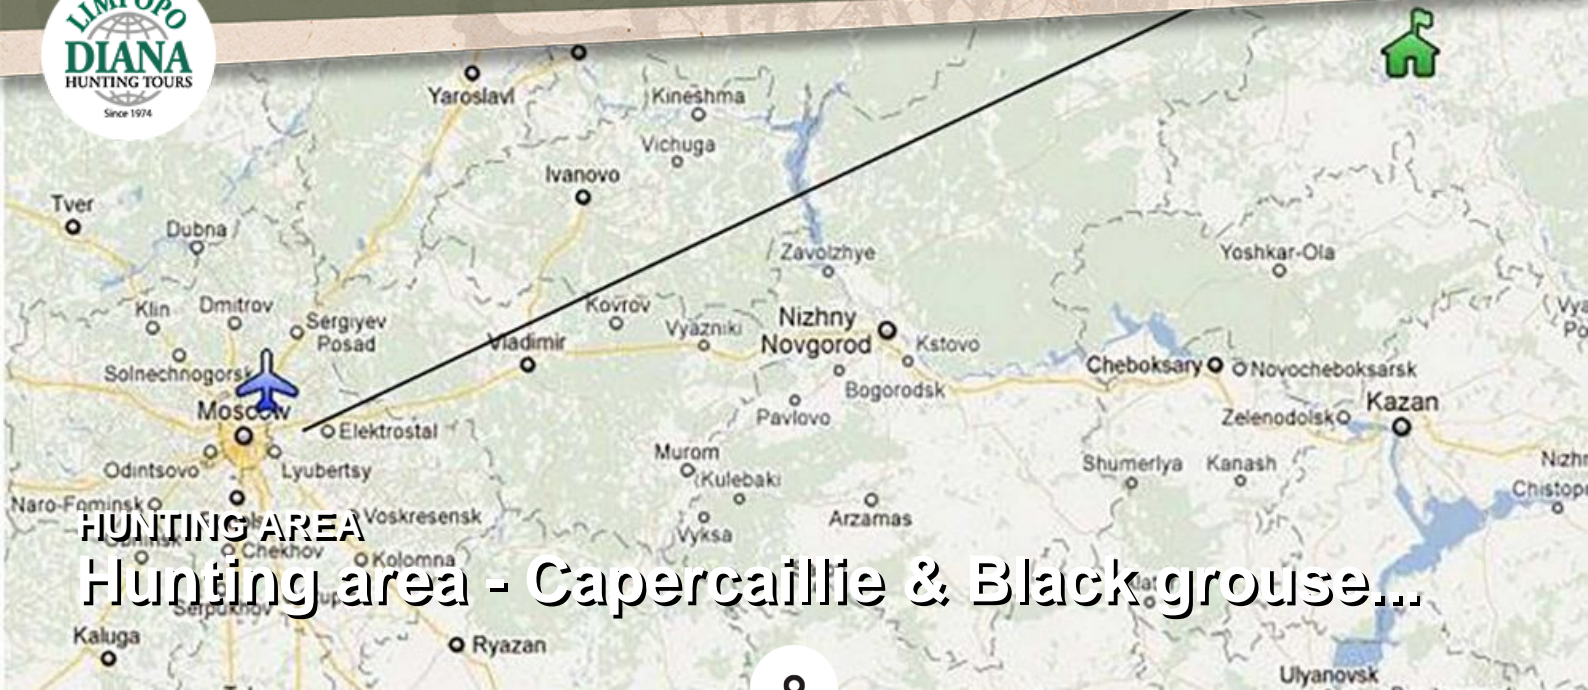 LIMPOPO
DIANA
HUNTING TOURS
Since 1974
Yaroslavl
Kineshma
Vichuga
Ivanovo
Tver
Dubna
Zavolzhye
Yoshkar-Ola
Klin
Dmitrov
Sergiyev
Posad
Kovrov
Vyazniki
Vladimir
Nizhny
Novgorod
Kstovo
Cheboksary
Novocheboksarsk
Solnechnogorsk
Bogorodsk
Moscow
Pavlovo
Zelenodolsk
Kazan
Elektrostal
Odintsovo
Lyubertsy
Murom
Kulebaki
Shumerlya
Kanash
Naro-Fominsk
Voskresensk
Vyksa
Arzamas
HUNTING AREA
Chekhov
Kolomna
Hunting area - Capercaillie & Black grouse...
Serpukhov
Kaluga
Ryazan
Ulyanovsk